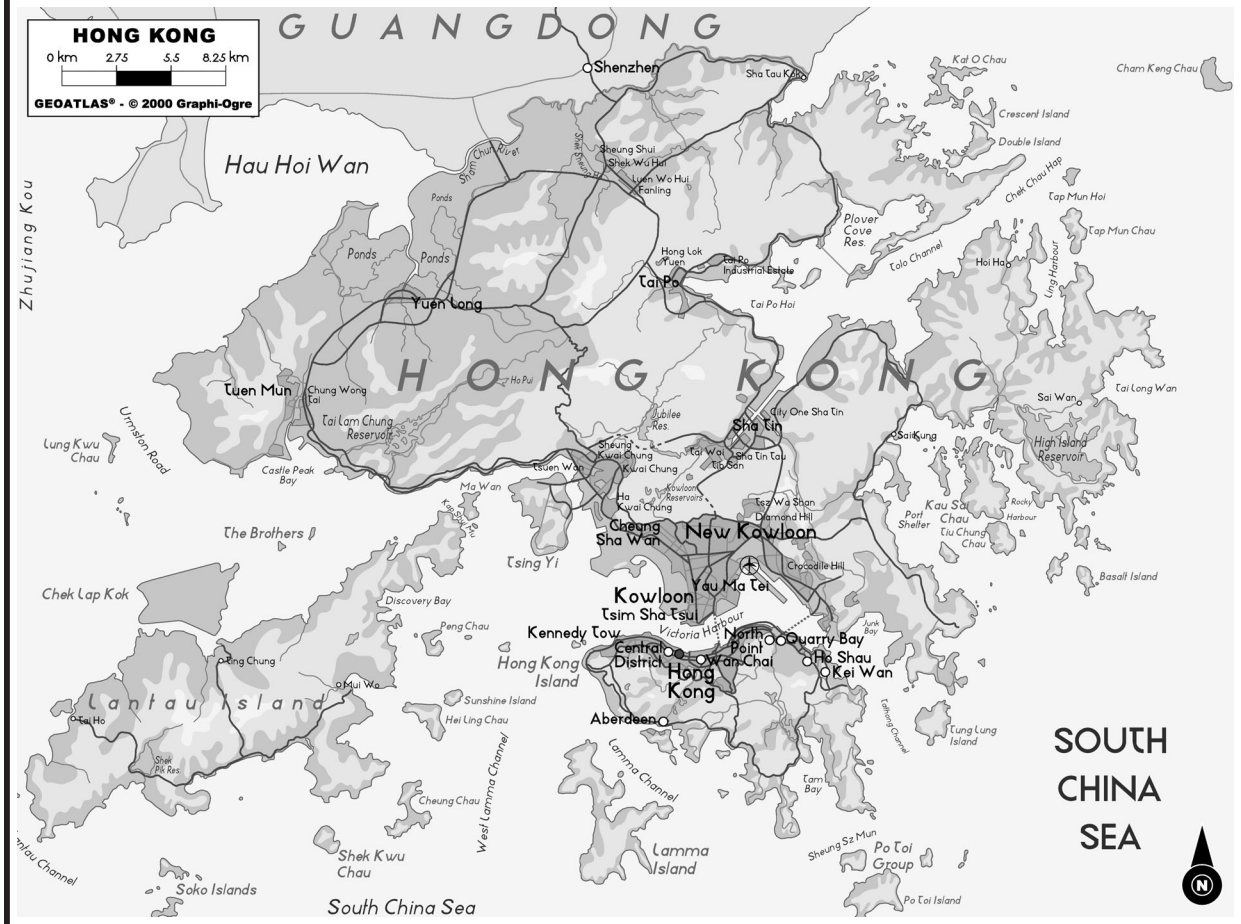 GUANGDONG
HONG KONG
0 km 2.75 5.5 8.25 km
GEOATLAS® - © 2000 Graphi-Ogre
Shenzhen
Sha Tau Kok
Kat O Chau
Cham Keng Chau
Crescent Island
Double Island
Hau Hoi Wan
Sham Chun River
Sheung Shui
Shek Wu Hui
Luen Wo Hui
Fanling
Chek Chau Hap
Tap Mun Hoi
Tap Mun Chau
Zhujiang Kou
Ponds
Ponds
Ponds
Plover
Cove
Res.
Tolo Channel
Hoi Ha
Ling Harbour
Hong Lok
Yuen
Tai Po
Industrial Estate
Tai Po
Tai Po Hoi
Yuen Long
HONG KONG
Tuen Mun
Chung Wong
Tai
Ho Pui
Tai Lam Chung
Reservoir
Jubilee
Res.
City One Sha Tin
Sha Tin
Sai Wan
Tai Long Wan
Urmston Road
Lung Kwu
Chau
Castle Peak
Bay
Sheung
Kwai Chung
Tsuen Wan
Kwai Chung
Tai Wai
Sha Tin Tau
Tip San
Sai Kung
High Island
Reservoir
Ma Wan
Kap Shui Mu
Kowloon
Reservoirs
Ha
Kwai Chung
Tsz Wa Shan
Diamond Hill
Kau Sai
Chau
Rocky
Harbour
Port
Shelter
Tiu Chung
Chau
The Brothers
Cheung
Sha Wan
New Kowloon
Tsing Yi
Crocodile Hill
Basalt Island
Chek Lap Kok
Yau Ma Tei
Kowloon
Tsim Sha Tsui
Discovery Bay
Peng Chau
Victoria Harbour
Junk
Bay
Kennedy Tow
North
Point
Quarry Bay
Central
District
Wan Chai
Ho Shau
Kei Wan
Hong Kong
Island
Hong
Kong
Ting Chung
Mui Wo
Lantau Island
Tai Ho
Sunshine Island
Hei Ling Chau
Aberdeen
Tathong Channel
Tung Lung
Island
SOUTH
CHINA
SEA
Shek
Pik Res.
West Lamma Channel
Lamma Channel
Tam
Bay
Cheung Chau
Sheung Sz Mun
Po Toi
Group
Lamma
Island
Shek Kwu
Chau
antau Channel
Soko Islands
South China Sea
Po Toi Island
N